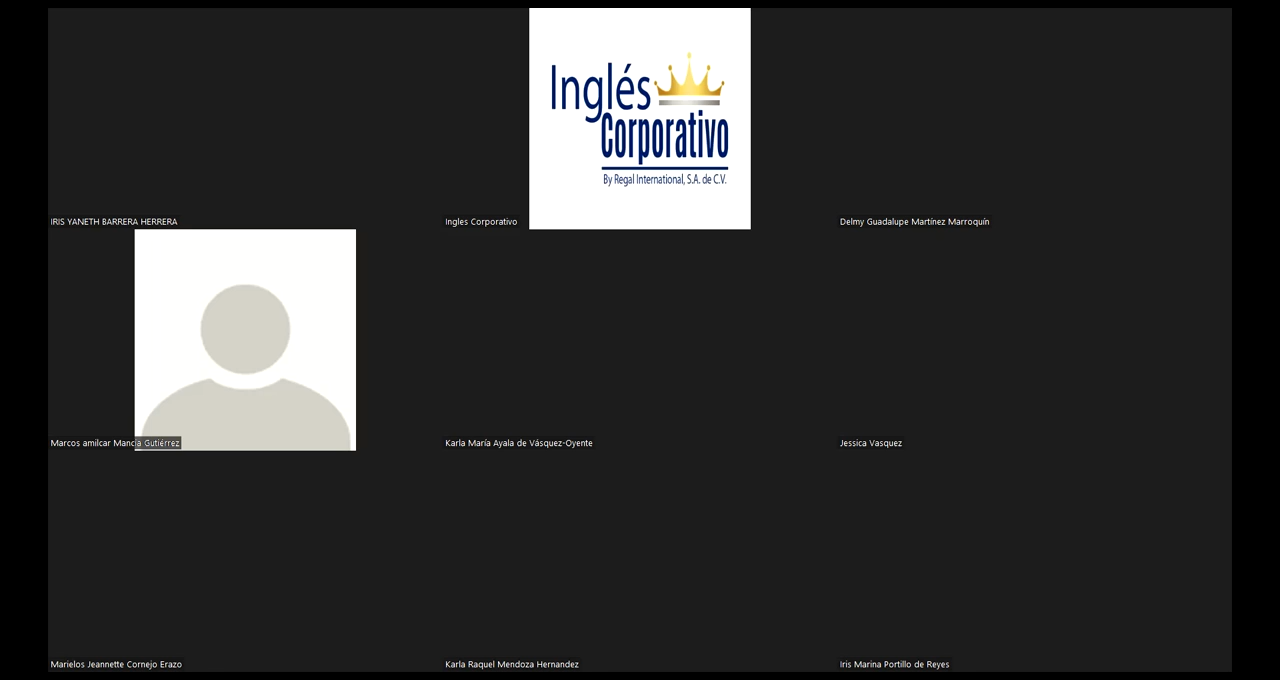 Inglés
Corporativo
By Regal International, S.A. de C.V.
IRIS YANETH BARRERA HERRERA
Ingles Corporativo
Delmy Guadalupe Martínez Marroquín
Marcos amilcar Mancia Gutiérrez
Karla María Ayala de Vásquez-Oyente
Jessica Vasquez
Marielos Jeannette Cornejo Erazo
Karla Raquel Mendoza Hernandez
Iris Marina Portillo de Reyes